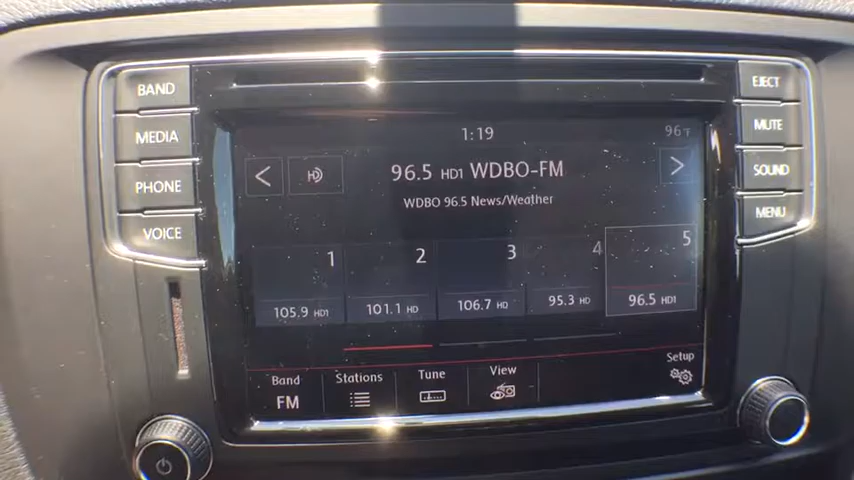 BAND
MEDIA
PHONE
VOICE
EJECT
MUTE
SOUND
MENU
1:19
96°F
HD
96.5 HD1 WDBO-FM
WDBO 96.5 News/Weather
1 2 3 4 5
105.9 HD1 101.1 HD 106.7 HD 95.3 HD 96.5 HD1
Band Stations Tune View Setup
FM